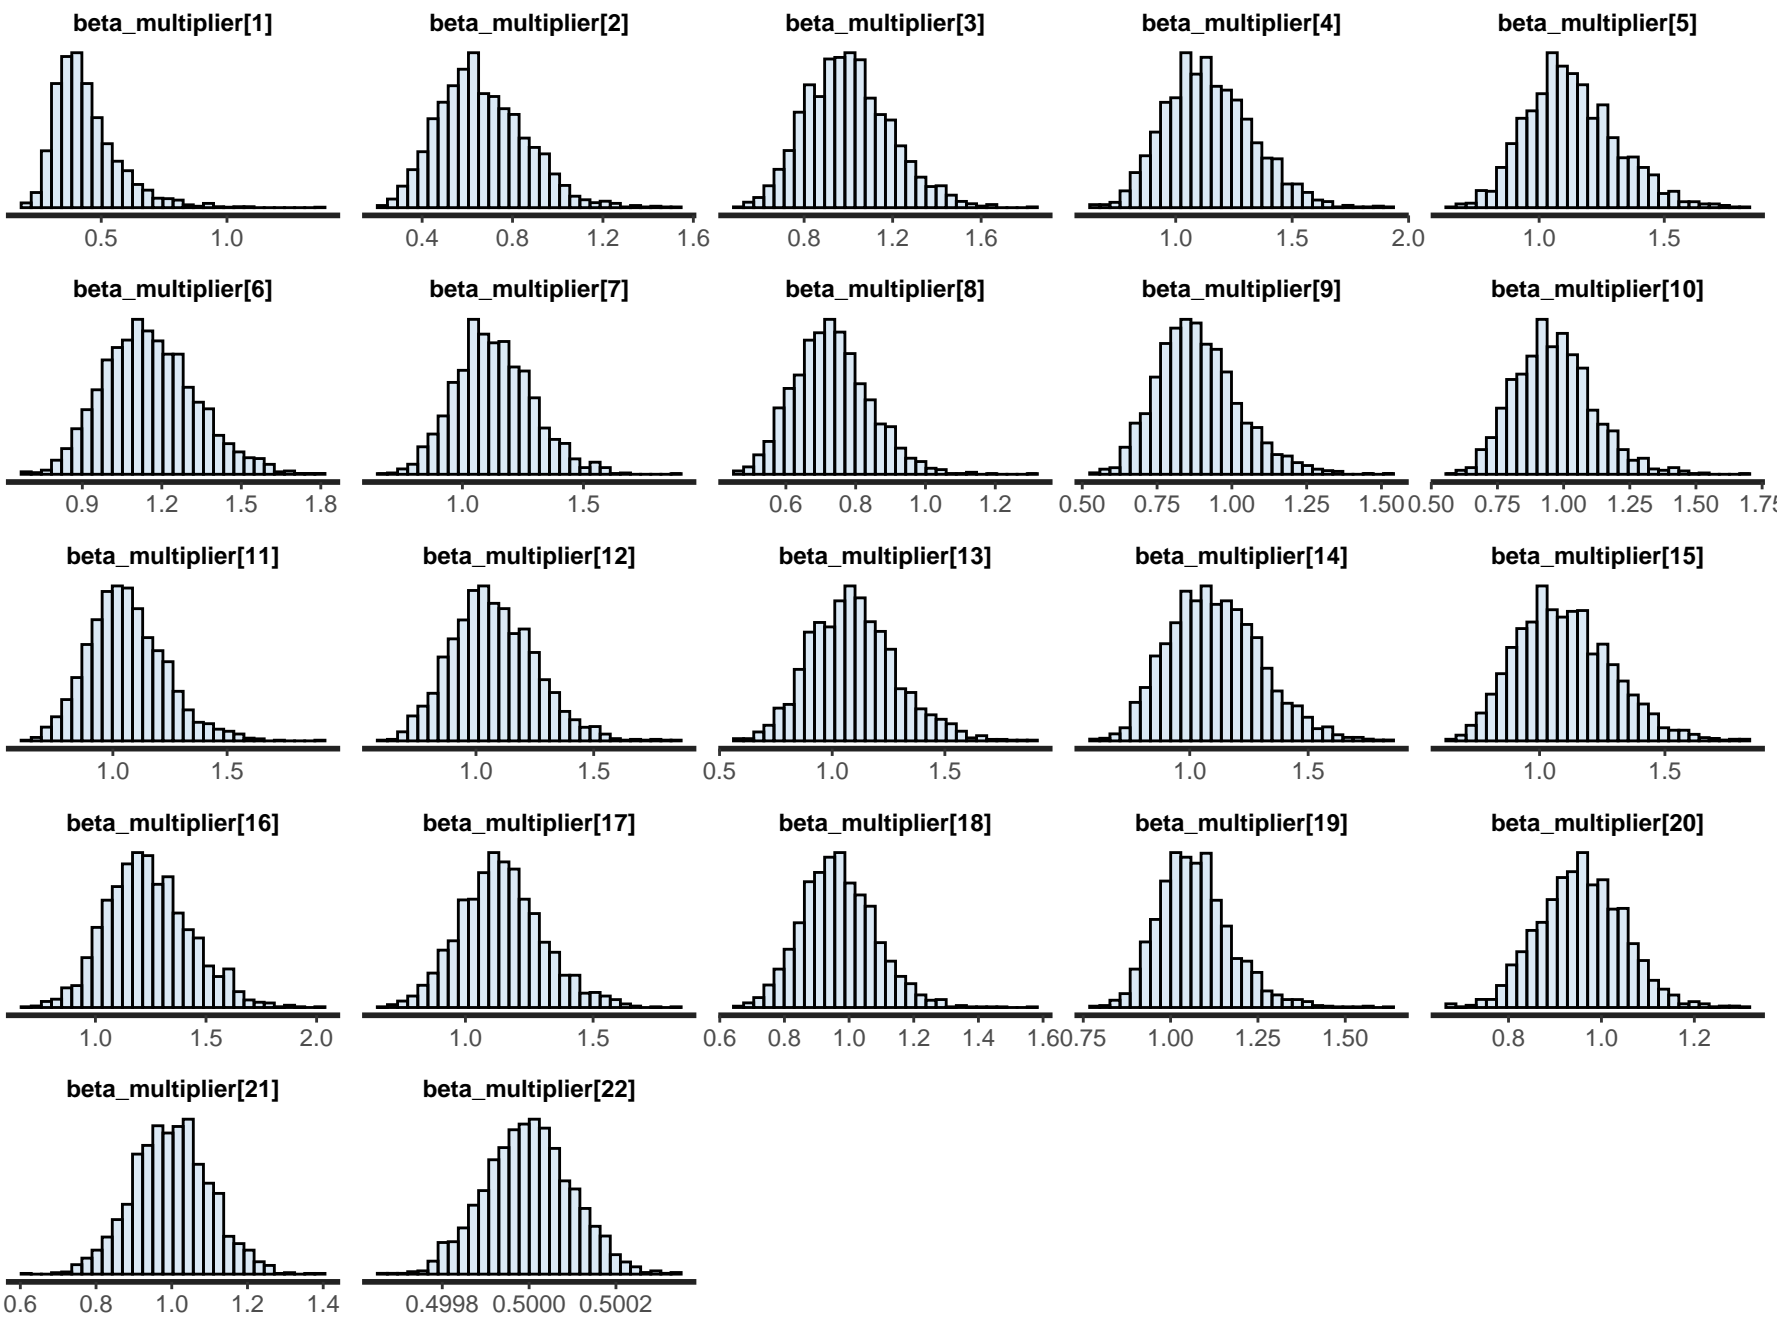 beta_multiplier[1] beta_multiplier[2] beta_multiplier[3] beta_multiplier[4] beta_multiplier[5]
0.5 1.0 0.4 0.8 1.2 1.6 0.8 1.2 1.6 1.0 1.5 2.0 1.0 1.5
beta_multiplier[6] beta_multiplier[7] beta_multiplier[8] beta_multiplier[9] beta_multiplier[10]
0.9 1.2 1.5 1.8 1.0 1.5 0.6 0.8 1.0 1.2 0.50 0.75 1.00 1.25 1.50 0.50 0.75 1.00 1.25 1.50 1.75
beta_multiplier[11] beta_multiplier[12] beta_multiplier[13] beta_multiplier[14] beta_multiplier[15]
1.0 1.5 1.0 1.5 0.5 1.0 1.5 1.0 1.5 1.0 1.5
beta_multiplier[16] beta_multiplier[17] beta_multiplier[18] beta_multiplier[19] beta_multiplier[20]
1.0 1.5 2.0 1.0 1.5 0.6 0.8 1.0 1.2 1.4 1.6 0.75 1.00 1.25 1.50 0.8 1.0 1.2
beta_multiplier[21] beta_multiplier[22]
0.6 0.8 1.0 1.2 1.4 0.4998 0.5000 0.5002